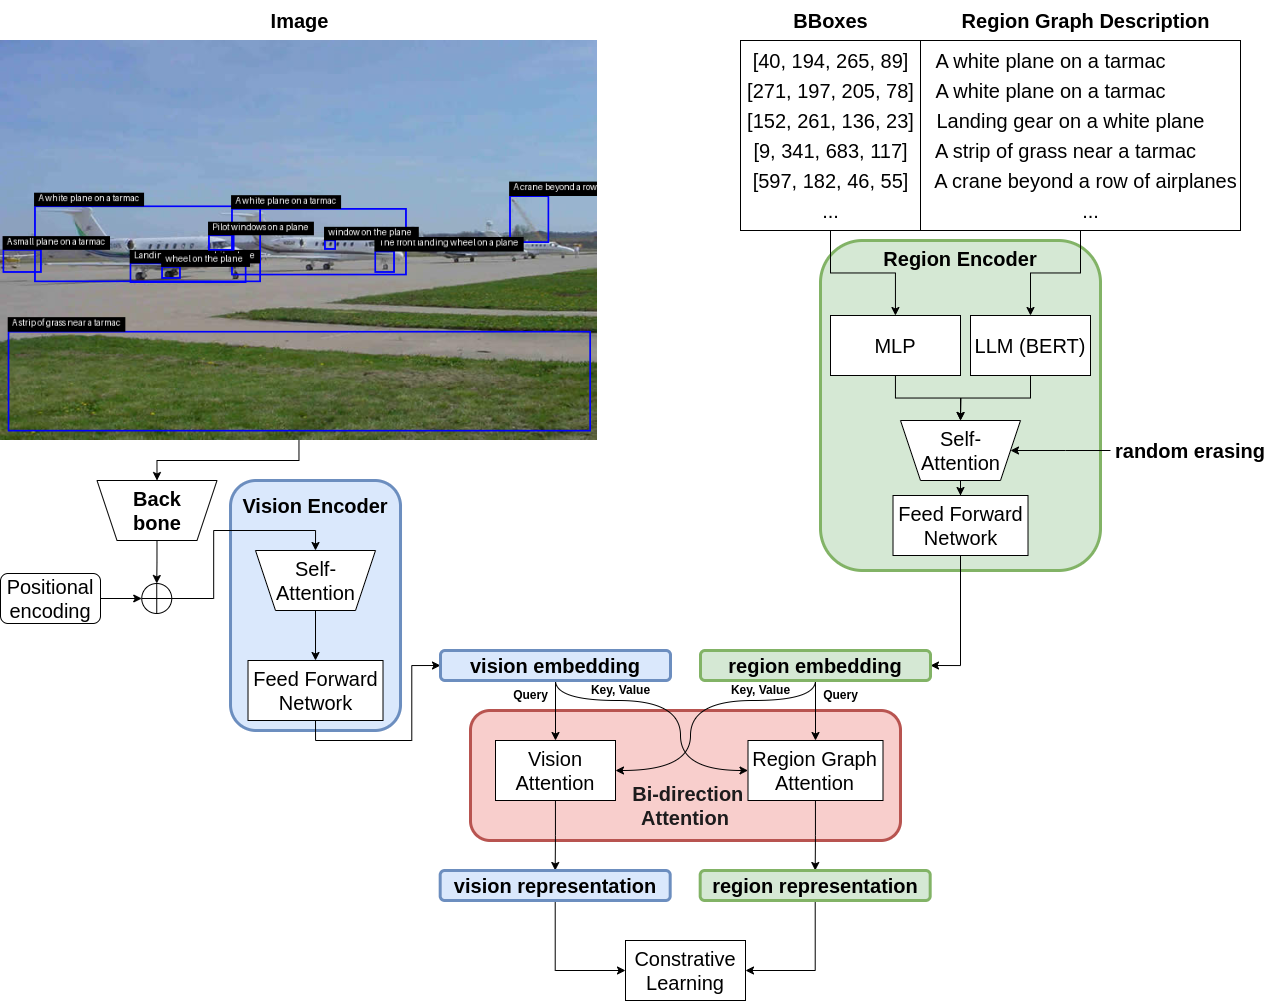 Image
BBoxes
Region Graph Description
[40, 194, 265, 89]
A white plane on a tarmac
[271, 197, 205, 78]
A white plane on a tarmac
[152, 261, 136, 23]
Landing gear on a white plane
[9, 341, 683, 117]
A strip of grass near a tarmac
[597, 182, 46, 55]
A crane beyond a row of airplanes
...
...
A white plane on a tarmac
A white plane on a tarmac
A crane beyond a row
Pilot windows on a plane
window on the plane
A small plane on a tarmac
The front landing wheel on a plane
Landin
wheel on the plane
A strip of grass near a tarmac
Region Encoder
MLP
LLM (BERT)
Self-
Attention
random erasing
Feed Forward
Network
Back
bone
Positional
encoding
Vision Encoder
Self-
Attention
Feed Forward
Network
vision embedding
region embedding
Query
Key, Value
Key, Value
Query
Vision
Attention
Region Graph
Attention
Bi-direction
Attention
vision representation
region representation
Constrative
Learning